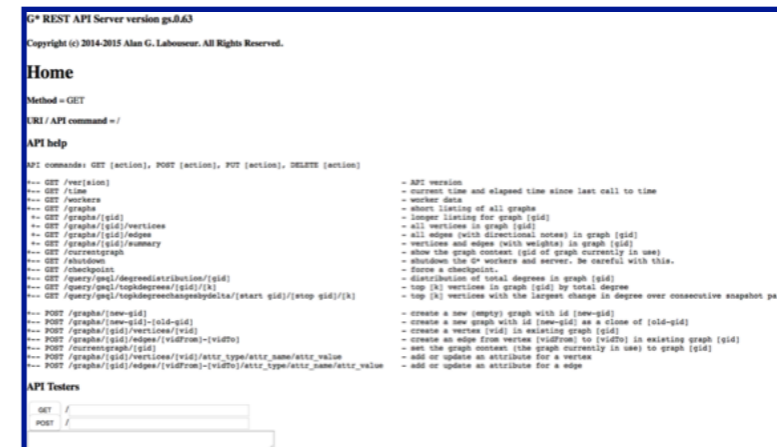 G* REST API Server version gs.0.63
Copyright (c) 2014-2015 Alan G. Labouseur. All Rights Reserved.
Home
Method = GET
URI / API command = /
API help
API commands: GET [action], POST [action], PUT [action], DELETE [action]
+-- GET /ver[sion] - API version
+-- GET /time - current time and elapsed time since last call to time
+-- GET /workers - worker data
+-- GET /graphs - short listing of all graphs
+- GET /graphs/[gid] - longer listing for graph [gid]
+- GET /graphs/[gid]/vertices - all vertices in graph [gid]
+- GET /graphs/[gid]/edges - all edges (with directional notes) in graph [gid]
+- GET /graphs/[gid]/summary - vertices and edges (with weights) in graph [gid]
+-- GET /currentgraph - show the graph context (gid of graph currently in use)
+-- GET /shutdown - shutdown the G* workers and server. Be careful with this.
+-- GET /checkpoint - force a checkpoint.
+-- GET /query/gsql/degreedistribution/[gid] - distribution of total degrees in graph [gid]
+-- GET /query/gsql/topkdegrees/[gid]/[k] - top [k] vertices in graph [gid] by total degree
+-- GET /query/gsql/topkdegreechangesbydelta/[start gid]/[stop gid]/[k] - top [k] vertices with the largest change in degree over consecutive snapshot pa
+-- POST /graphs/[new-gid] - create a new (empty) graph with id [new-gid]
+-- POST /graphs/[new-gid]-[old-gid] - create a new graph with id [new-gid] as a clone of [old-gid]
+-- POST /graphs/[gid]/vertices/[vid] - create a vertex [vid] in existing graph [gid]
+-- POST /graphs/[gid]/edges/[vidFrom]-[vidTo] - create an edge from vertex [vidFrom] to [vidTo] in existing graph [gid]
+-- POST /currentgraph/[gid] - set the graph context (the graph currently in use) to graph [gid]
+-- POST /graphs/[gid]/vertices/[vid]/attr_type/attr_name/attr_value - add or update an attribute for a vertex
+-- POST /graphs/[gid]/edges/[vidFrom]-[vidTo]/attr_type/attr_name/attr_value - add or update an attribute for a edge
API Testers
GET /
POST /